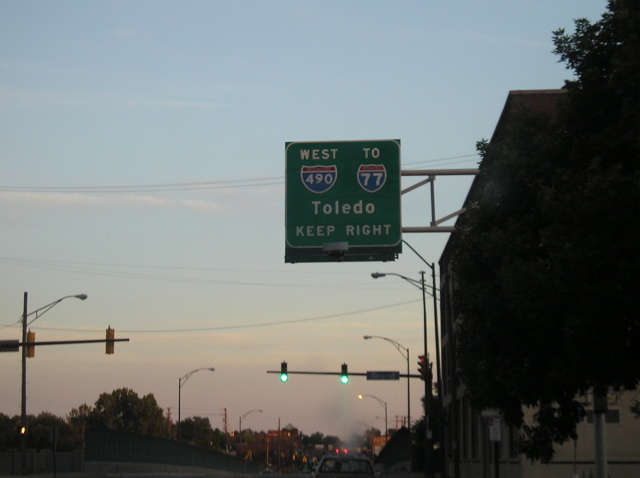 WEST TO
490 77
Toledo
KEEP RIGHT